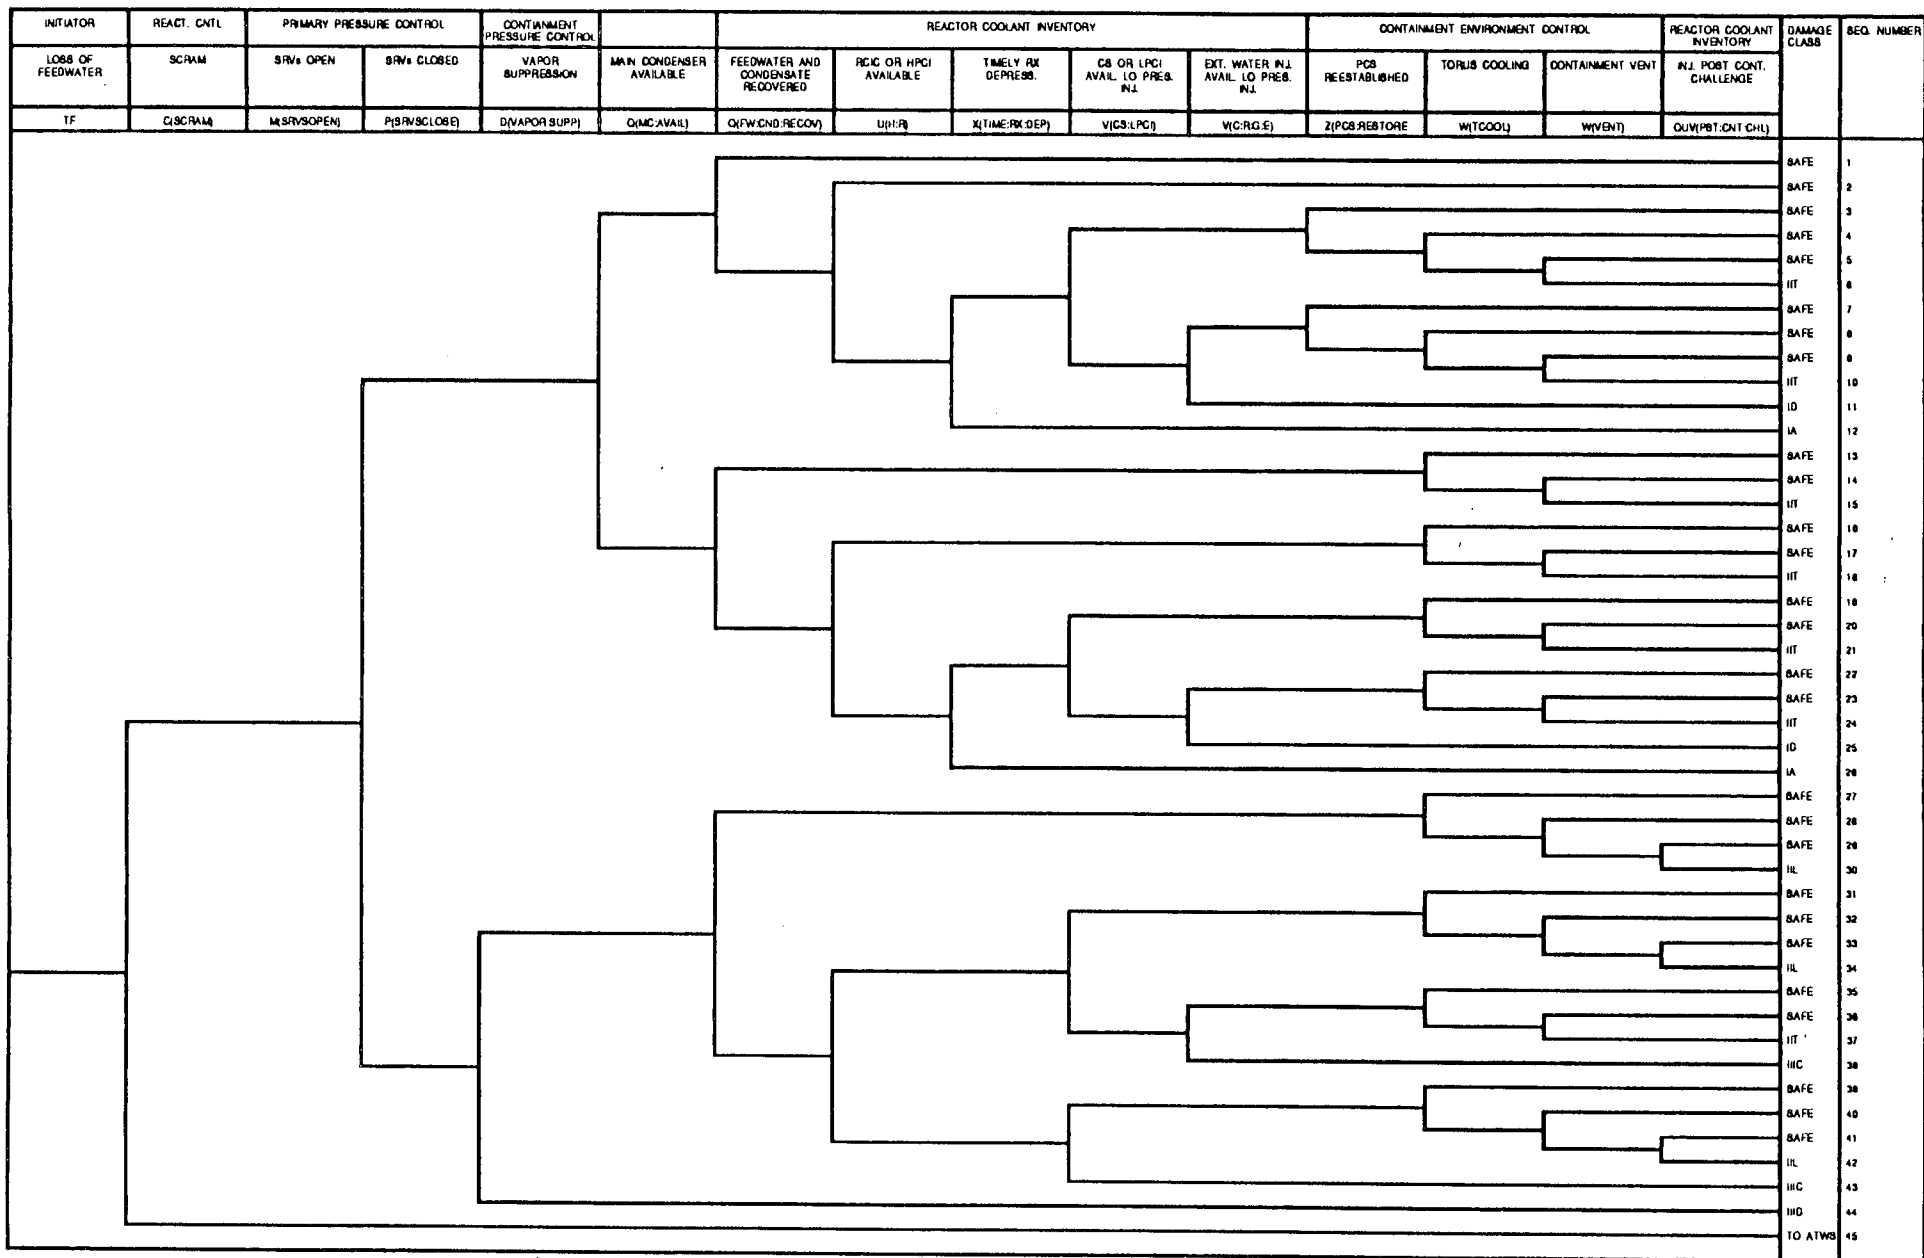 INITIATOR REACT. CNTL PRIMARY PRESSURE CONTROL CONTIANMENT PRESSURE CONTROL REACTOR COOLANT INVENTORY CONTAINMENT ENVIRONMENT CONTROL REACTOR COOLANT INVENTORY DAMAGE CLASS SEQ. NUMBER
LOSS OF FEEDWATER SCRAM SRVs OPEN SRVs CLOSED VAPOR SUPPRESSION MAIN CONDENSER AVAILABLE FEEDWATER AND CONDENSATE RECOVERED RCIC OR HPCI AVAILABLE TIMELY RX DEPRESS. CS OR LPCI AVAIL. LO PRES. INJ. EXT. WATER INJ. AVAIL. LO PRES. INJ. PCS REESTABLISHED TORUS COOLING CONTAINMENT VENT INJ. POST CONT. CHALLENGE
TF C(SCRAM) M(SRVSOPEN) P(SRVSCLOSE) D(VAPOR:SUPP) Q(MC:AVAIL) Q(FW:CND:RECOV) U(H:R) X(TIME:RX:DEP) V(CS:LPCI) V(C:R:G:E) Z(PCS:RESTORE W(TCOOL) W(VENT) QUV(PST:CNT:CHL)
SAFE 1
SAFE 2
SAFE 3
SAFE 4
SAFE 5
IIT 6
SAFE 7
SAFE 8
SAFE 9
IIT 10
ID 11
IA 12
SAFE 13
SAFE 14
IIT 15
SAFE 16
SAFE 17
IIT 18
SAFE 19
SAFE 20
IIT 21
SAFE 22
SAFE 23
IIT 24
ID 25
IA 26
SAFE 27
SAFE 28
SAFE 29
IIL 30
SAFE 31
SAFE 32
SAFE 33
IIL 34
SAFE 35
SAFE 36
IIT 37
IIIC 38
SAFE 39
SAFE 40
SAFE 41
IIL 42
IIIC 43
IIID 44
TO ATWS 45